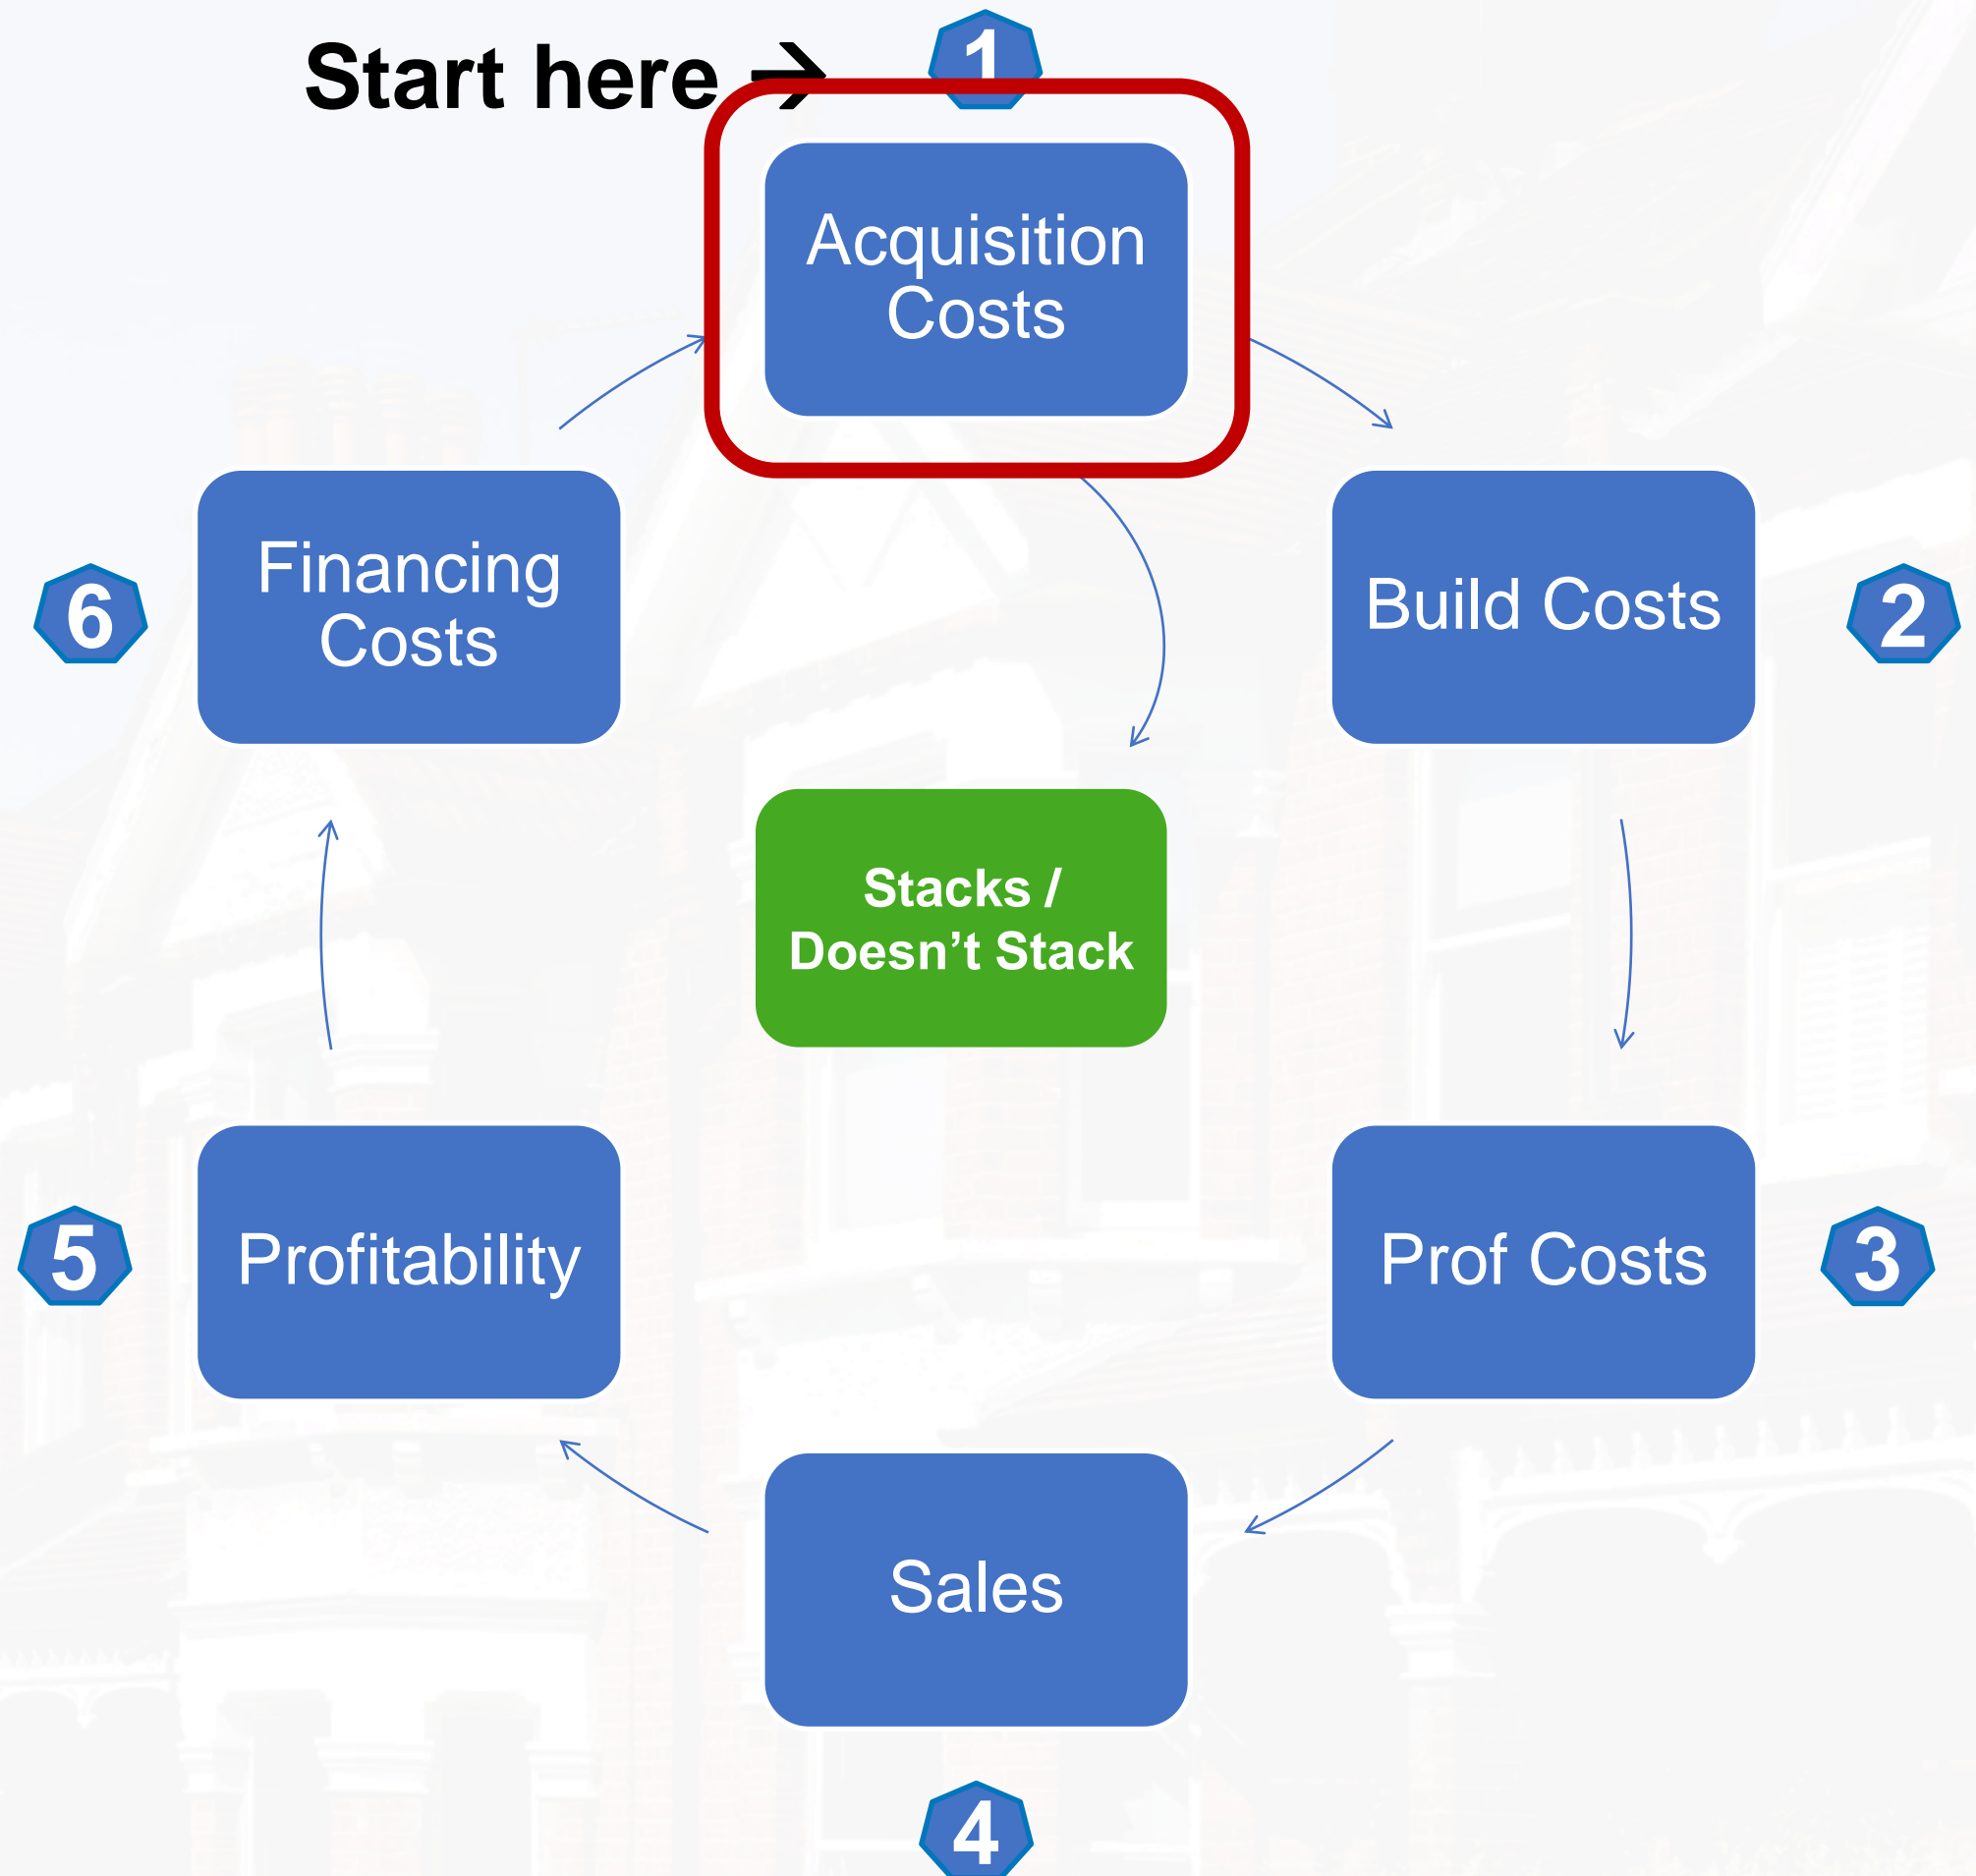 Start here →
1
Acquisition
Costs
2
Build Costs
3
Prof Costs
4
Sales
5
Profitability
6
Financing
Costs
Stacks /
Doesn’t Stack